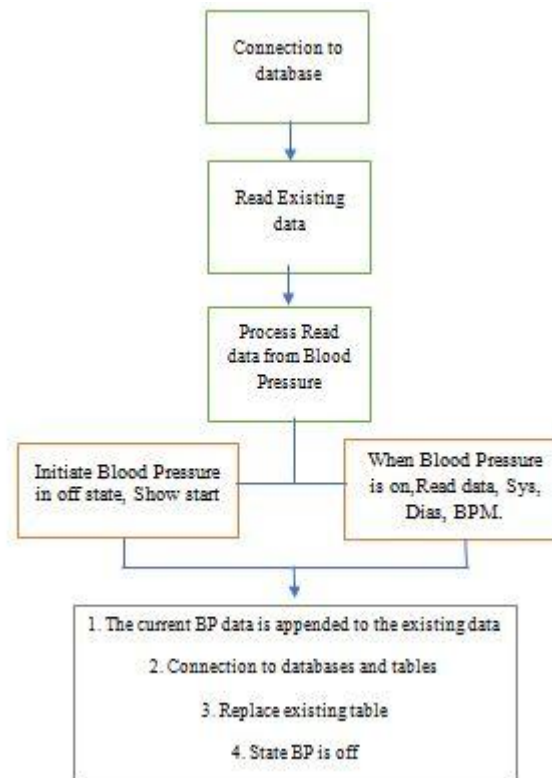 Connection to
database
Read Existing
data
Process Read
data from Blood
Pressure
Initiate Blood Pressure
in off state, Show start
When Blood Pressure
is on,Read data, Sys,
Dias, BPM.
1. The current BP data is appended to the existing data
2. Connection to databases and tables
3. Replace existing table
4. State BP is off